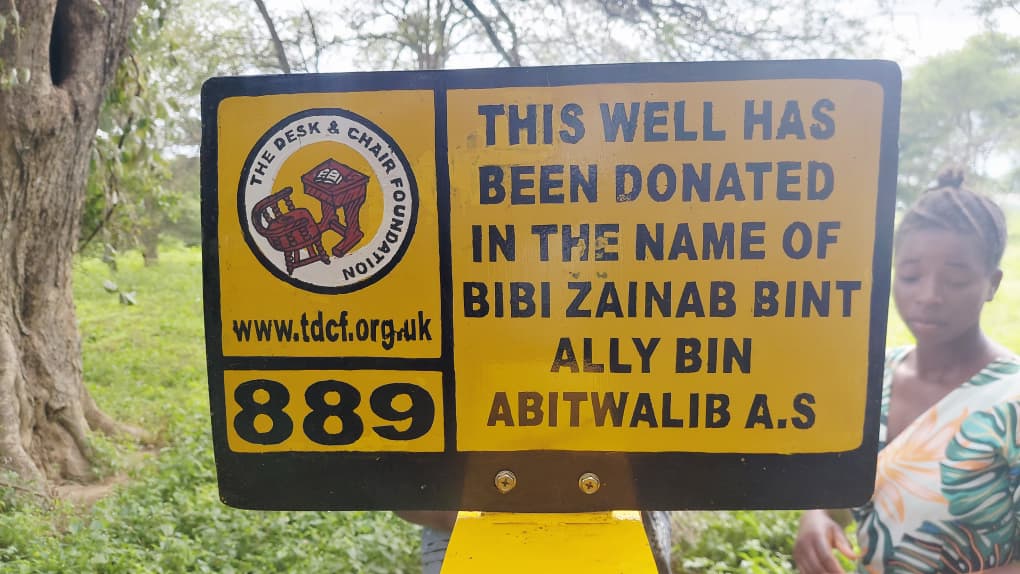 THE DESK & CHAIR FOUNDATION
www.tdcf.org.uk
889
THIS WELL HAS
BEEN DONATED
IN THE NAME OF
BIBI ZAINAB BINT
ALLY BIN
ABITWALIB A.S